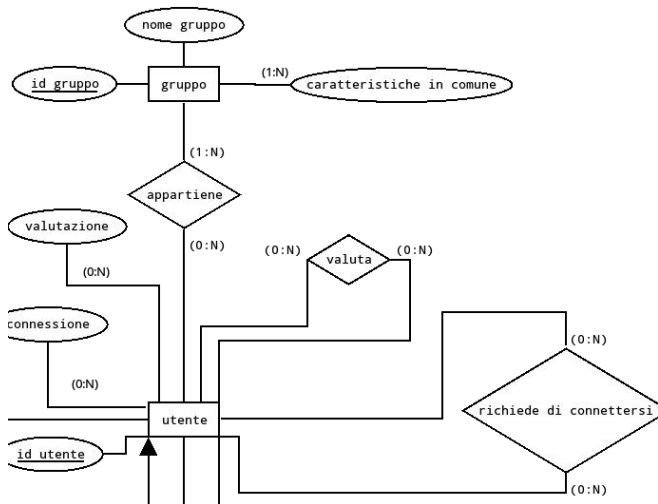 nome gruppo
id gruppo
gruppo
(1:N)
caratteristiche in comune
(1:N)
appartiene
valutazione
(0:N)
(0:N)
valuta
(0:N)
(0:N)
connessione
(0:N)
(0:N)
utente
richiede di connettersi
id utente
(0:N)